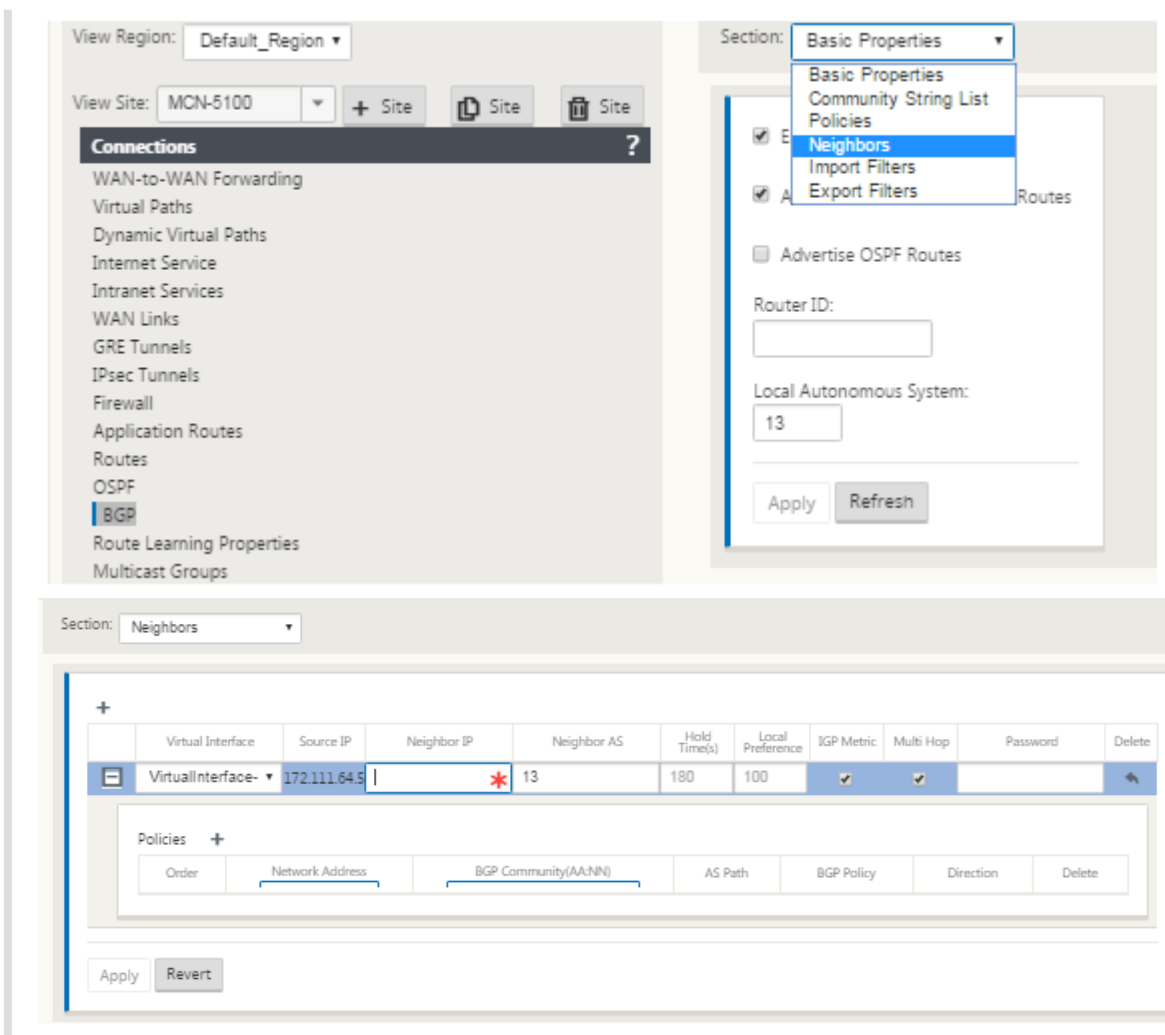 View Region: Default_Region
View Site: MCN-5100 + Site Site Site
Connections ?
WAN-to-WAN Forwarding
Virtual Paths
Dynamic Virtual Paths
Internet Service
Intranet Services
WAN Links
GRE Tunnels
IPsec Tunnels
Firewall
Application Routes
Routes
OSPF
BGP
Route Learning Properties
Multicast Groups
Section: Basic Properties
Basic Properties
Community String List
Policies
Neighbors
Import Filters
Export Filters
E
A Routes
Advertise OSPF Routes
Router ID:
Local Autonomous System:
13
Apply Refresh
Section: Neighbors
+
Virtual Interface Source IP Neighbor IP Neighbor AS Hold Time(s) Local Preference IGP Metric Multi Hop Password Delete
VirtualInterface- 172.111.64.5 * 13 180 100
Policies +
Order Network Address BGP Community(AA:NN) AS Path BGP Policy Direction Delete
Apply Revert